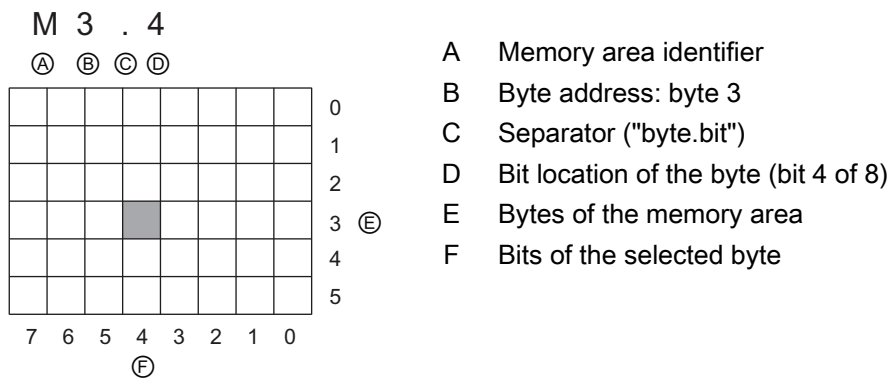 M 3 . 4
Ⓐ Ⓑ Ⓒ Ⓓ
0
1
2
3 Ⓔ
4
5
7 6 5 4 3 2 1 0
Ⓕ
A Memory area identifier
B Byte address: byte 3
C Separator ("byte.bit")
D Bit location of the byte (bit 4 of 8)
E Bytes of the memory area
F Bits of the selected byte